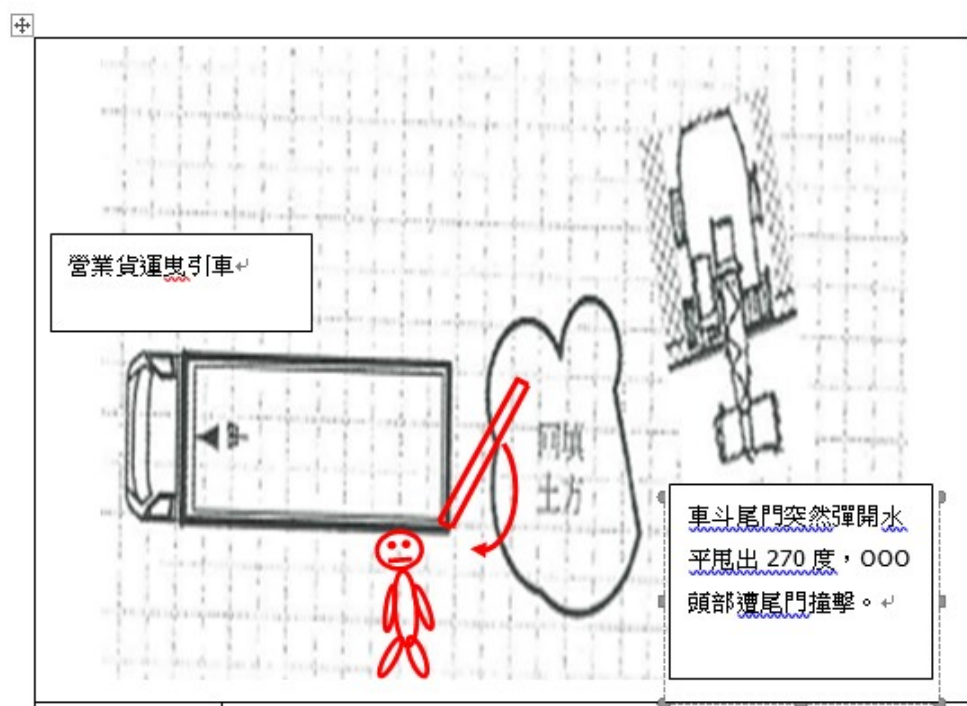 營業貨運曳引車
回填
土方
車斗尾門突然彈開水
平甩出 270 度，OOO
頭部遭尾門撞擊。